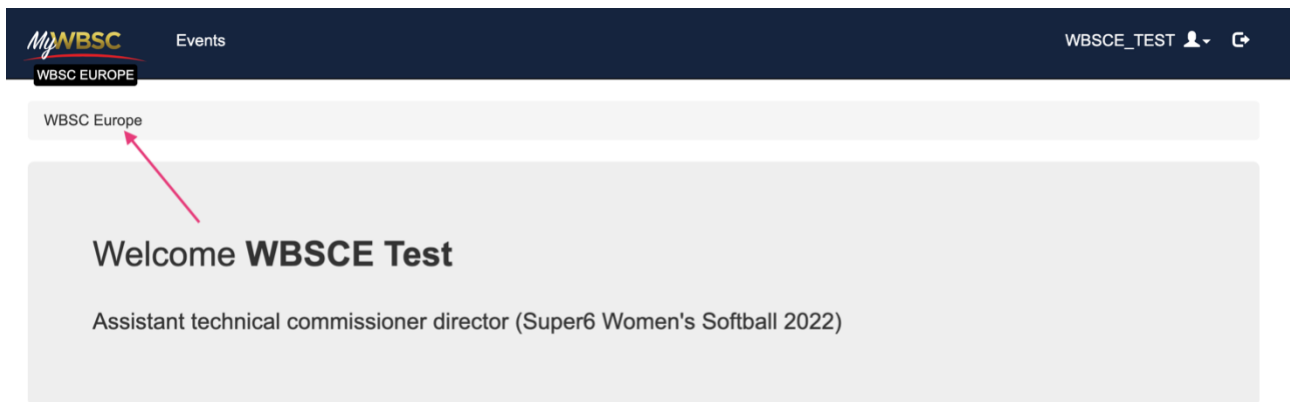 MyWBSC
Events
WBSCE_TEST
WBSC EUROPE
WBSC Europe
Welcome WBSCE Test
Assistant technical commissioner director (Super6 Women's Softball 2022)